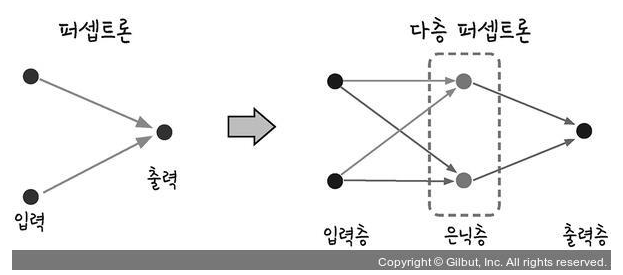 퍼셉트론
다층 퍼셉트론
출력
입력
입력층
은닉층
출력층
Copyright © Gilbut, Inc. All rights reserved.